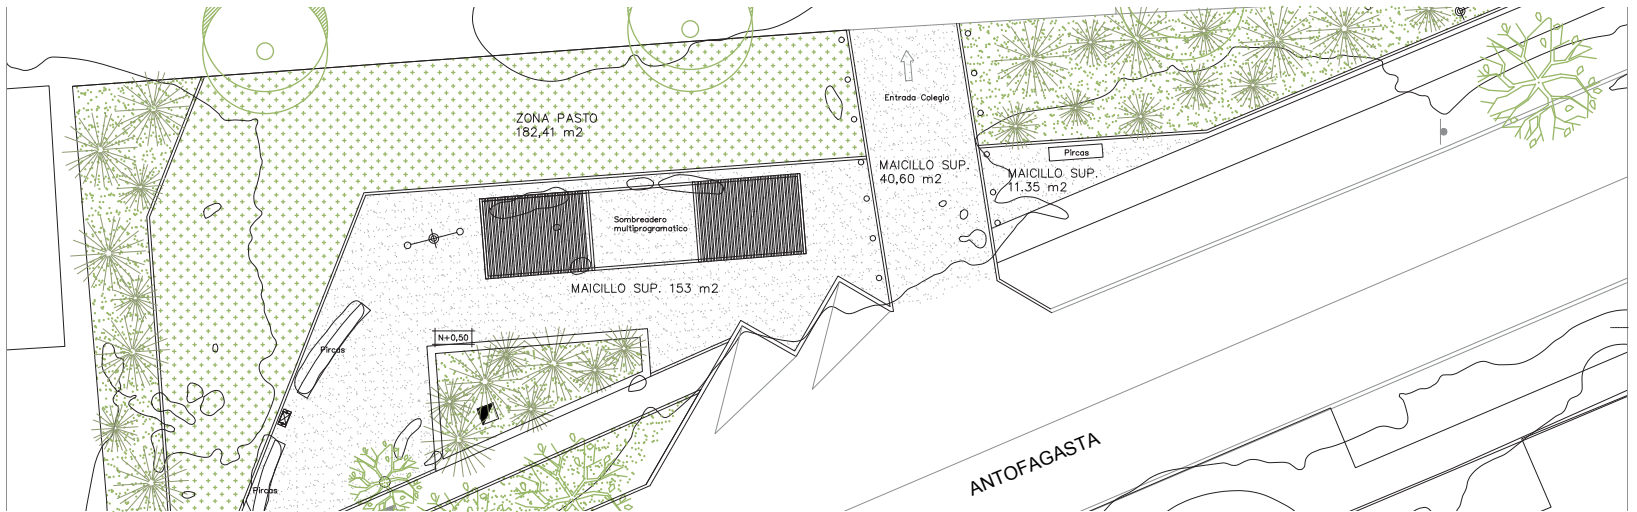 Entrada Colegio
ZONA PASTO
182,41 m2
Pircas
MAICILLO SUP.
40,60 m2
MAICILLO SUP.
11.35 m2
Sombreadero
multiprogramatico
MAICILLO SUP. 153 m2
N+0,50
Pircas
ANTOFAGASTA
Pircas